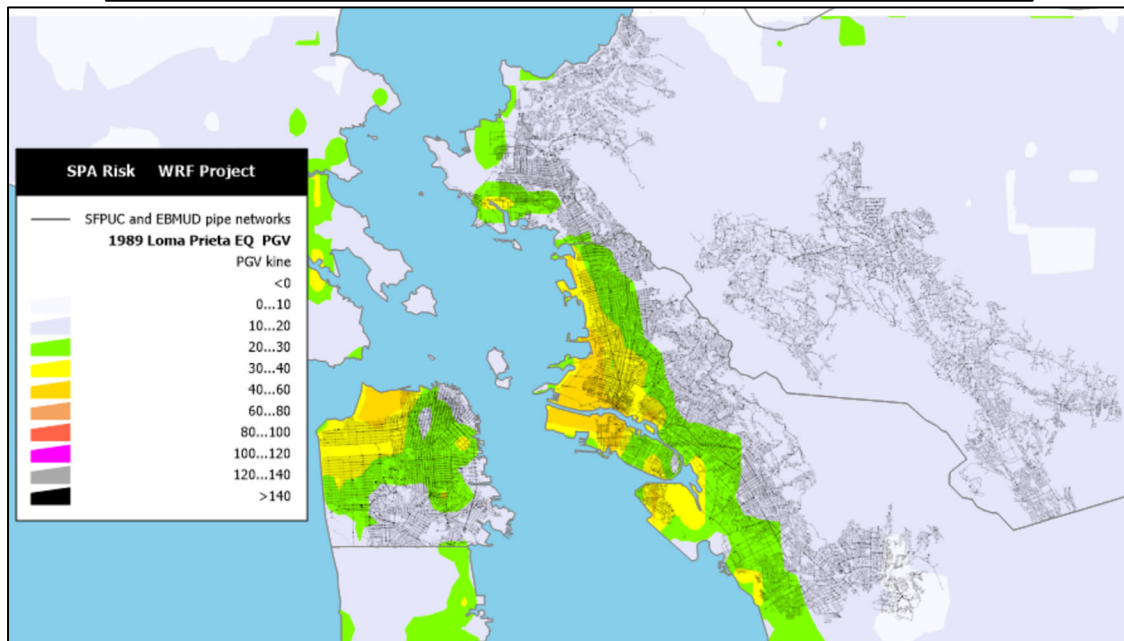 SPA Risk WRF Project
SFPUC and EBMUD pipe networks
1989 Loma Prieta EQ PGV
PGV kine
<0
0...10
10...20
20...30
30...40
40...60
60...80
80...100
100...120
120...140
>140